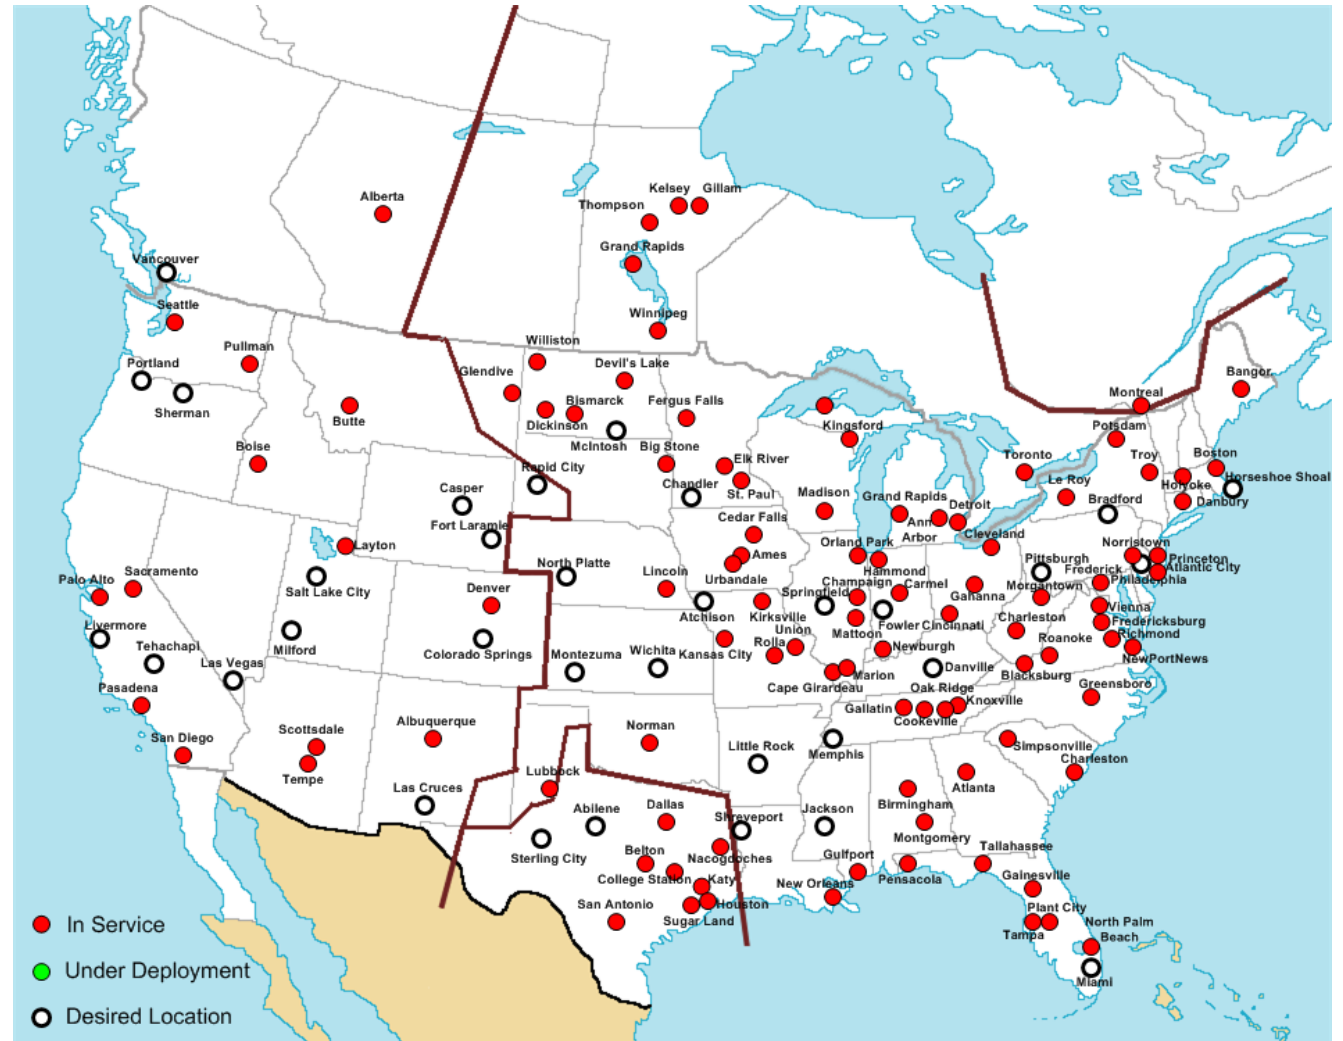 Kelsey
Gillam
Alberta
Thompson
Grand Rapids
Vancouver
Seattle
Winnipeg
Williston
Pullman
Devil's Lake
Portland
Glendive
Bangor
Montreal
Bismarck
Fergus Falls
Sherman
Butte
Dickinson
Kingsford
Potsdam
McIntosh
Boise
Big Stone
Toronto
Troy
Boston
Elk River
Rapid City
Horseshoe Shoal
Casper
Chandler
St. Paul
Madison
Grand Rapids
Le Roy
Holyoke
Detroit
Bradford
Danbury
Fort Laramie
Cedar Falls
Ann
Arbor
Cleveland
Layton
Orland Park
Norristown
Ames
Pittsburgh
Princeton
North Platte
Hammond
Frederick
Atlantic City
Palo Alto
Sacramento
Lincoln
Urbandale
Champaign
Carmel
Morgantown
Philadelphia
Salt Lake City
Denver
Springfield
Gahanna
Atchison
Vienna
Livermore
Kirksville
Fowler
Cincinnati
Charleston
Fredericksburg
Union
Mattoon
Roanoke
Richmond
Tehachapi
Milford
Colorado Springs
Montezuma
Wichita
Kansas City
Rolla
Newburgh
Las Vegas
NewPortNews
Danville
Blacksburg
Pasadena
Cape Girardeau
Marion
Oak Ridge
Greensboro
Knoxville
Gallatin
Cookeville
Albuquerque
Norman
San Diego
Scottsdale
Little Rock
Memphis
Simpsonville
Charleston
Tempe
Lubbock
Las Cruces
Atlanta
Abilene
Dallas
Birmingham
Jackson
Shreveport
Montgomery
Sterling City
Belton
Nacogdoches
Gulfport
Tallahassee
College Station
Katy
New Orleans
Pensacola
Gainesville
San Antonio
Houston
Sugar Land
Plant City
North Palm
Beach
Tampa
Miami
In Service
Under Deployment
Desired Location